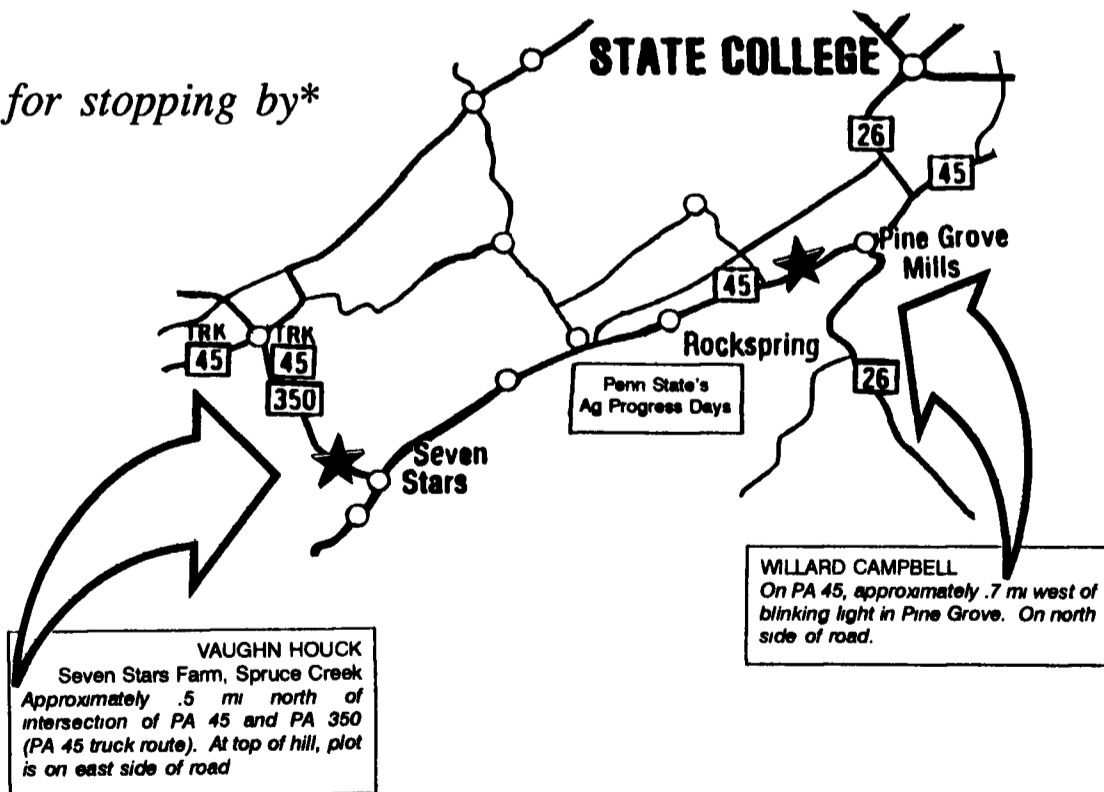 STATE COLLEGE
for stopping by*
26
45
Pine Grove
Mills
45
Rockspring
TRK
45
TRK
45
350
Penn State's
Ag Progress Days
26
Seven
Stars
WILLARD CAMPBELL
On PA 45, approximately .7 mi west of
blinking light in Pine Grove. On north
side of road.
VAUGHN HOUCK
Seven Stars Farm, Spruce Creek
Approximately .5 mi north of
intersection of PA 45 and PA 350
(PA 45 truck route). At top of hill, plot
is on east side of road